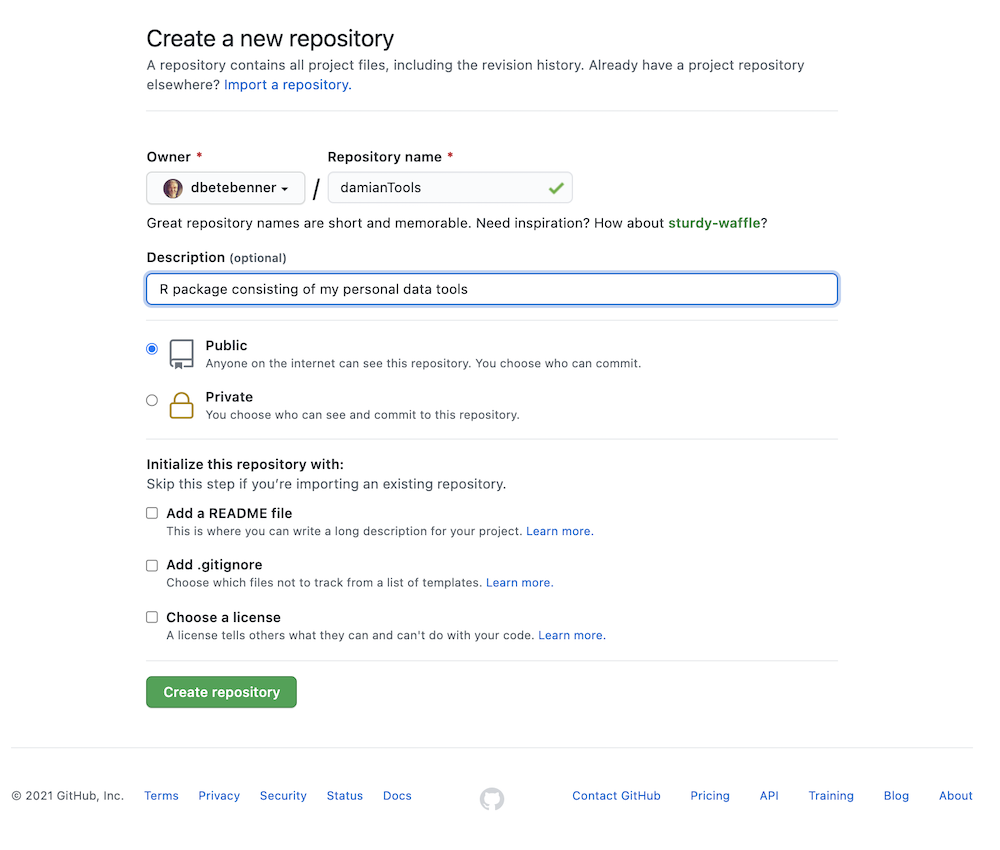 Create a new repository
A repository contains all project files, including the revision history. Already have a project repository
elsewhere? Import a repository.
Owner * Repository name *
dbetebenner / damianTools
Great repository names are short and memorable. Need inspiration? How about sturdy-waffle?
Description (optional)
R package consisting of my personal data tools
Public
Anyone on the internet can see this repository. You choose who can commit.
Private
You choose who can see and commit to this repository.
Initialize this repository with:
Skip this step if you’re importing an existing repository.
Add a README file
This is where you can write a long description for your project. Learn more.
Add .gitignore
Choose which files not to track from a list of templates. Learn more.
Choose a license
A license tells others what they can and can't do with your code. Learn more.
Create repository
© 2021 GitHub, Inc. Terms Privacy Security Status Docs Contact GitHub Pricing API Training Blog About